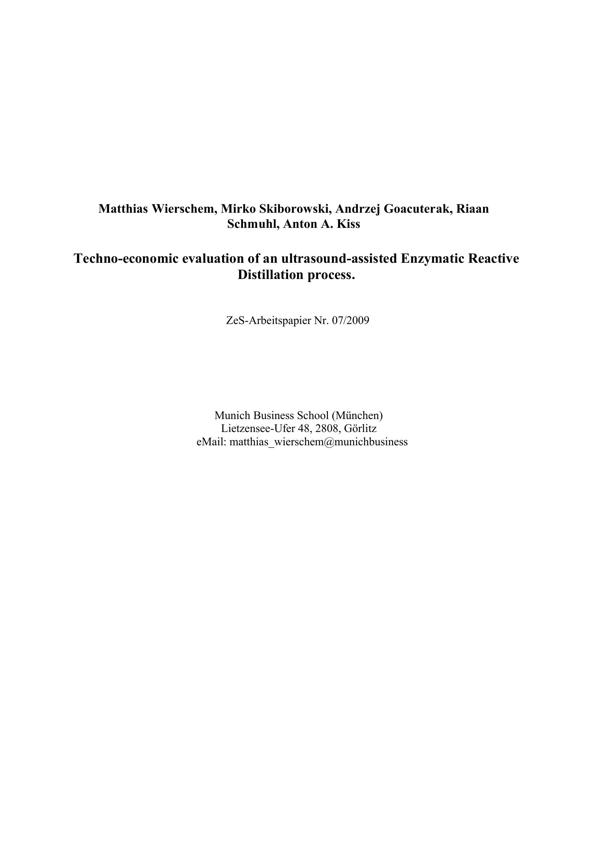 Matthias Wierschem, Mirko Skiborowski, Andrzej Goacuterak, Riaan
Schmuhl, Anton A. Kiss
Techno-economic evaluation of an ultrasound-assisted Enzymatic Reactive
Distillation process.
ZeS-Arbeitspapier Nr. 07/2009
Munich Business School (München)
Lietzensee-Ufer 48, 2808, Görlitz
eMail: matthias_wierschem@munichbusiness